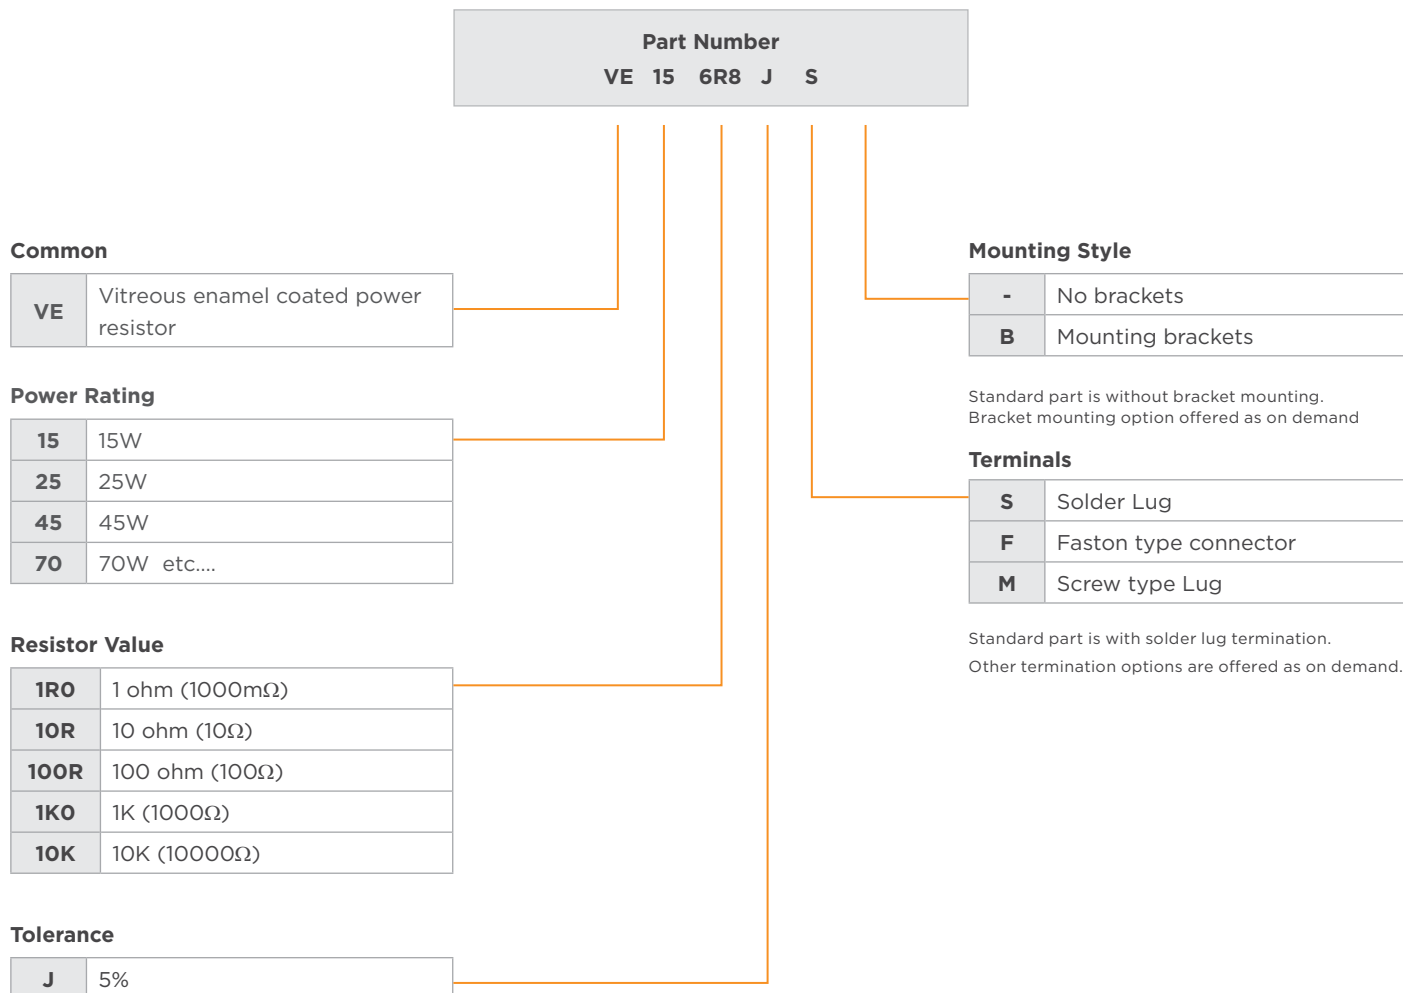 Part Number
VE 15 6R8 J S
Common
VE Vitreous enamel coated power
resistor
Power Rating
15 15W
25 25W
45 45W
70 70W etc....
Resistor Value
1R0 1 ohm (1000mΩ)
10R 10 ohm (10Ω)
100R 100 ohm (100Ω)
1K0 1K (1000Ω)
10K 10K (10000Ω)
Tolerance
J 5%
Mounting Style
- No brackets
B Mounting brackets
Standard part is without bracket mounting.
Bracket mounting option offered as on demand
Terminals
S Solder Lug
F Faston type connector
M Screw type Lug
Standard part is with solder lug termination.
Other termination options are offered as on demand.